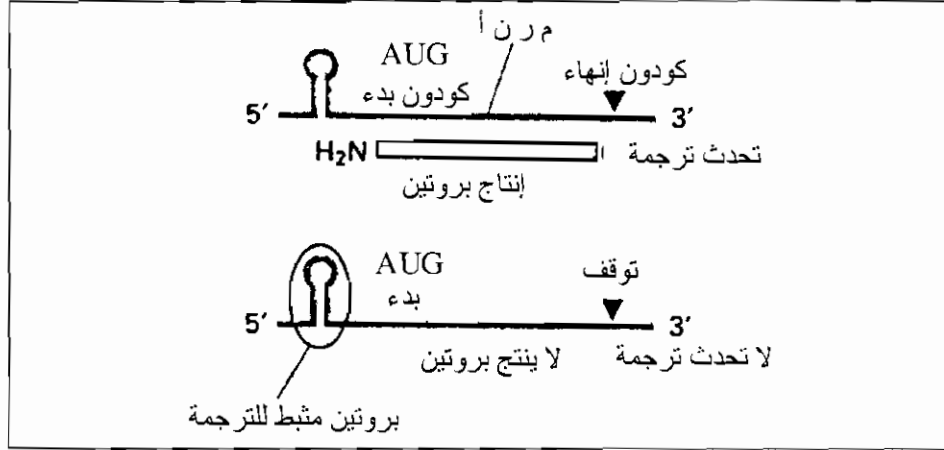 م ر ن أ
AUG
كودون إنهاء
كودون بدء
5′ 3′
H₂N تحدث ترجمة
إنتاج بروتين
AUG
توقف
بدء
5′ 3′
لا ينتج بروتين لا تحدث ترجمة
بروتين مثبط للترجمة